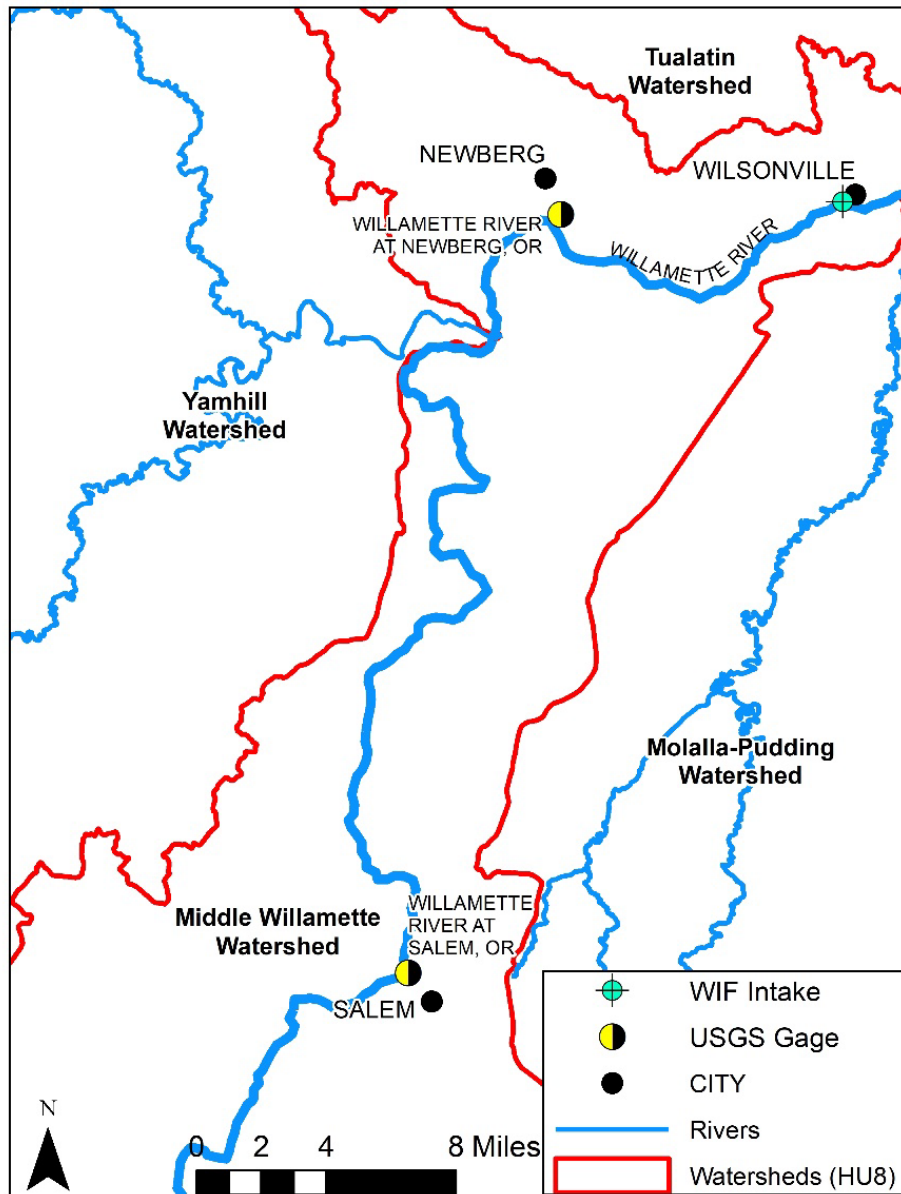 Tualatin
Watershed
NEWBERG
WILSONVILLE
WILLAMETTE RIVER
AT NEWBERG, OR
WILLAMETTE RIVER
Yamhill
Watershed
Molalla-Pudding
Watershed
Middle Willamette
Watershed
WILLAMETTE
RIVER AT
SALEM, OR
SALEM
N
0 2 4 8 Miles
WIF Intake
USGS Gage
CITY
Rivers
Watersheds (HU8)